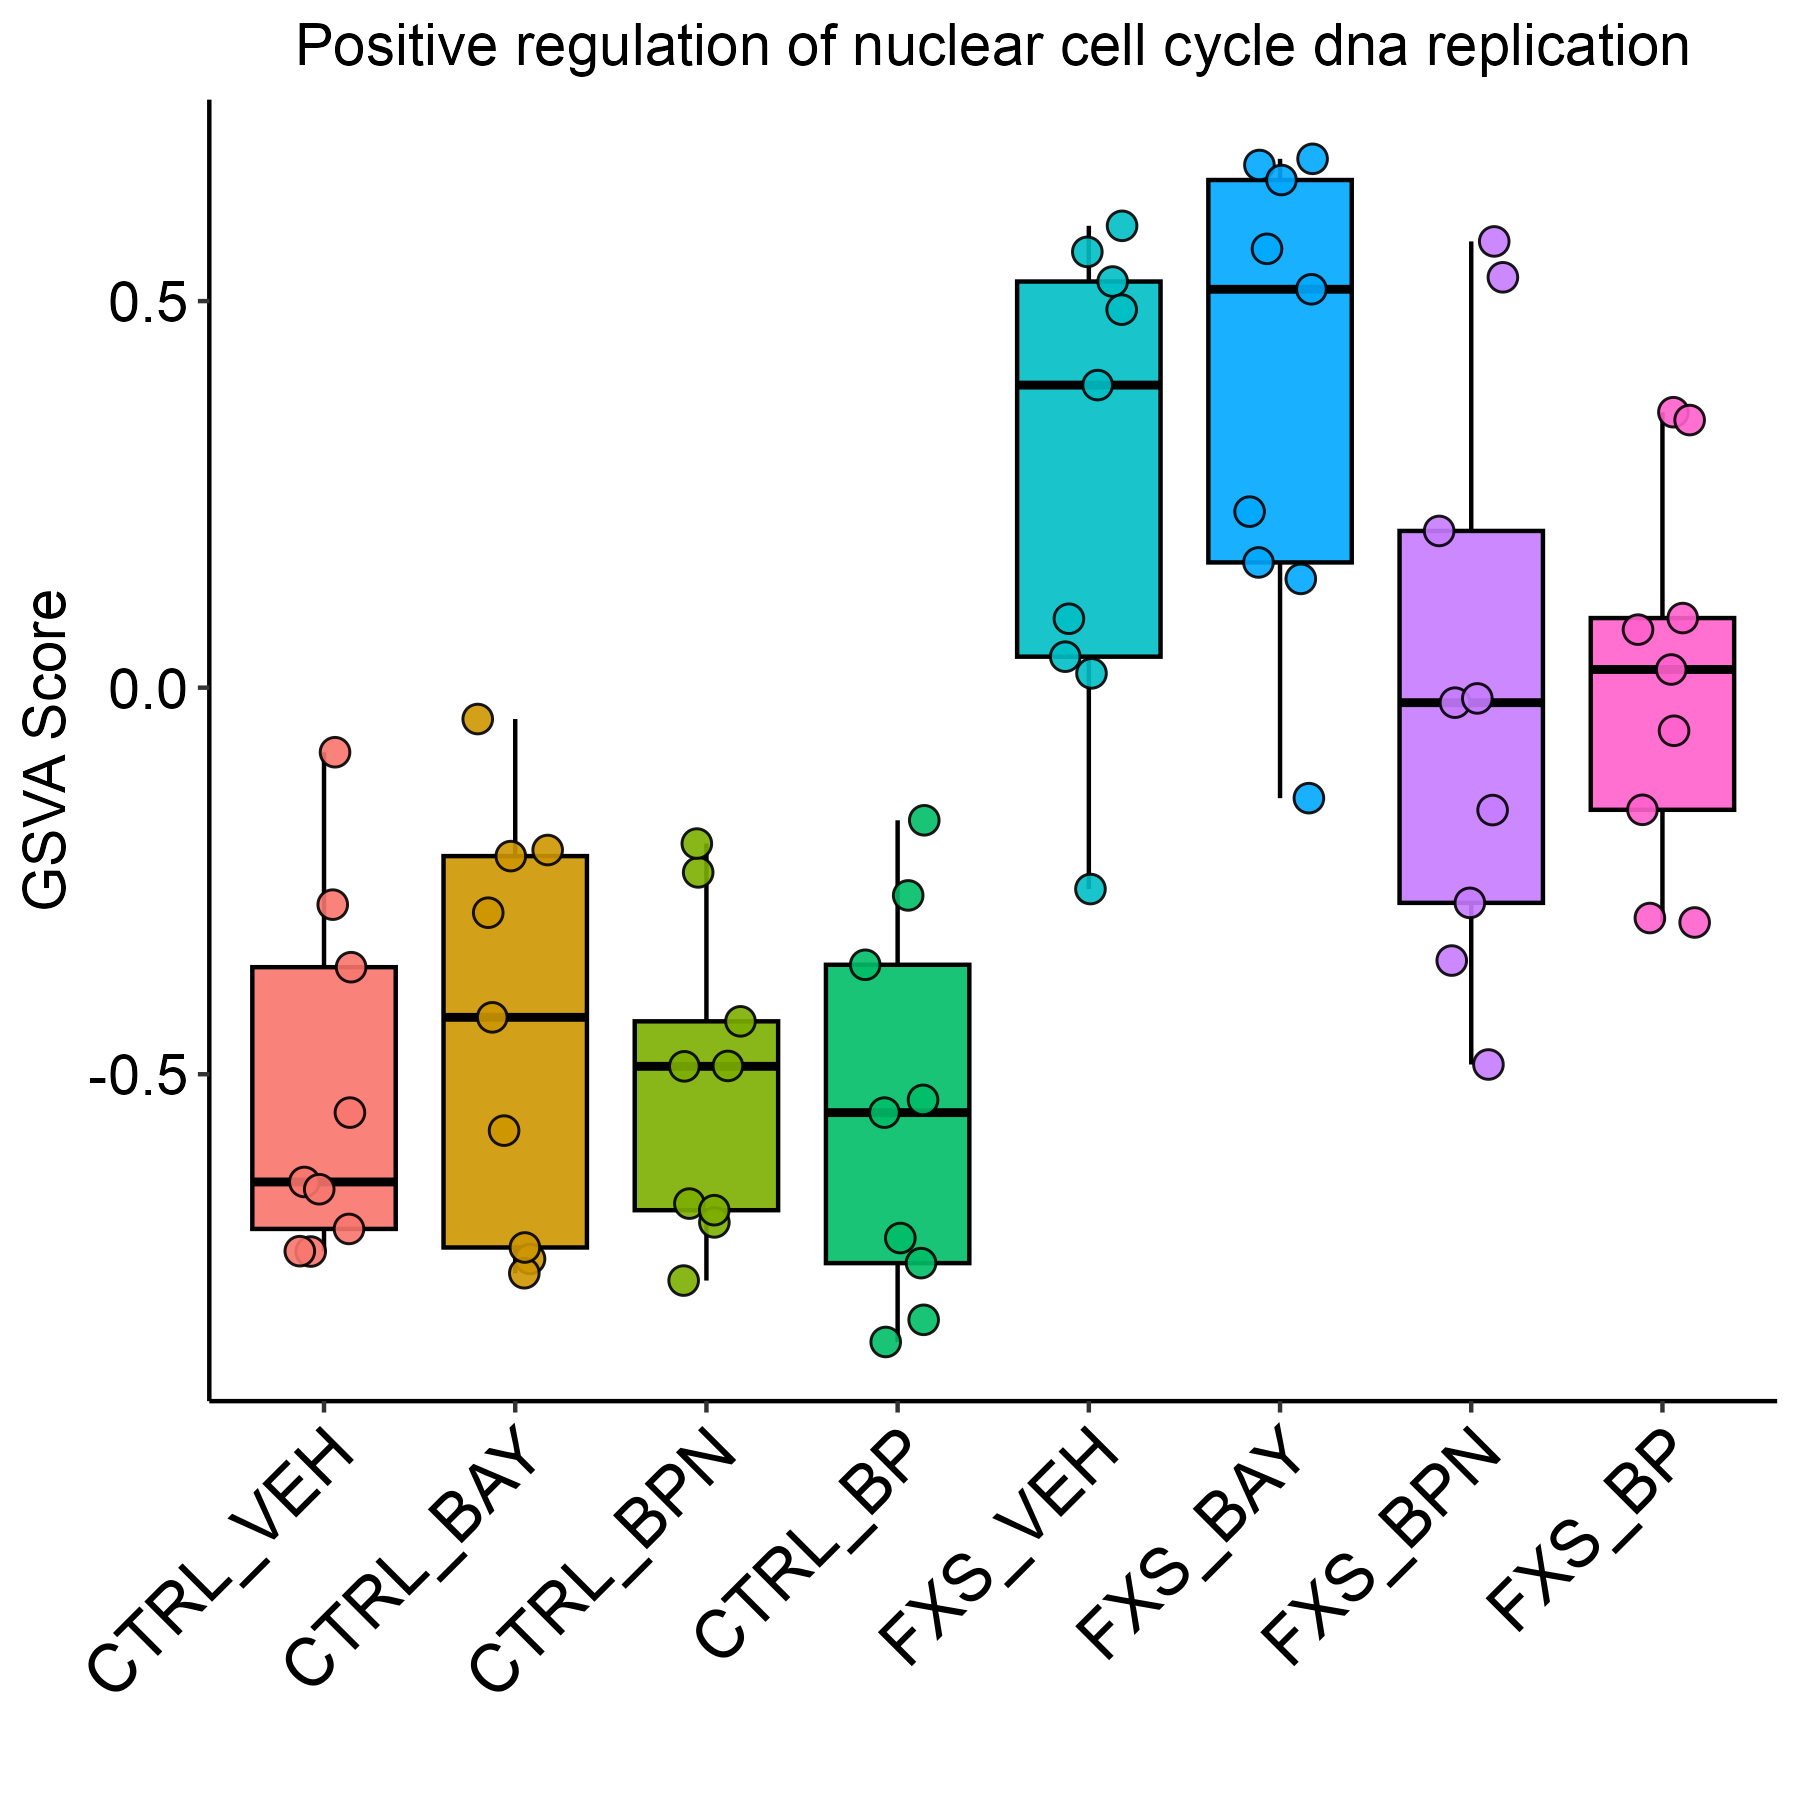 Positive regulation of nuclear cell cycle dna replication
GSVA Score
0.5
0.0
-0.5
CTRL_VEH
CTRL_BAY
CTRL_BPN
CTRL_BP
FXS_VEH
FXS_BAY
FXS_BPN
FXS_BP